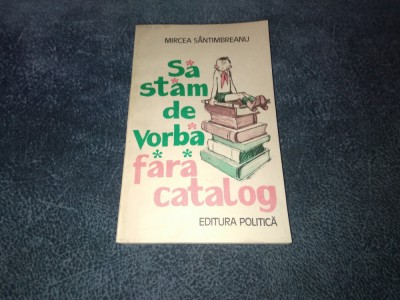 MIRCEA SÂNTIMBREANU
Să
stăm
de
vorbă
fără
catalog
EDITURA POLITICĂ